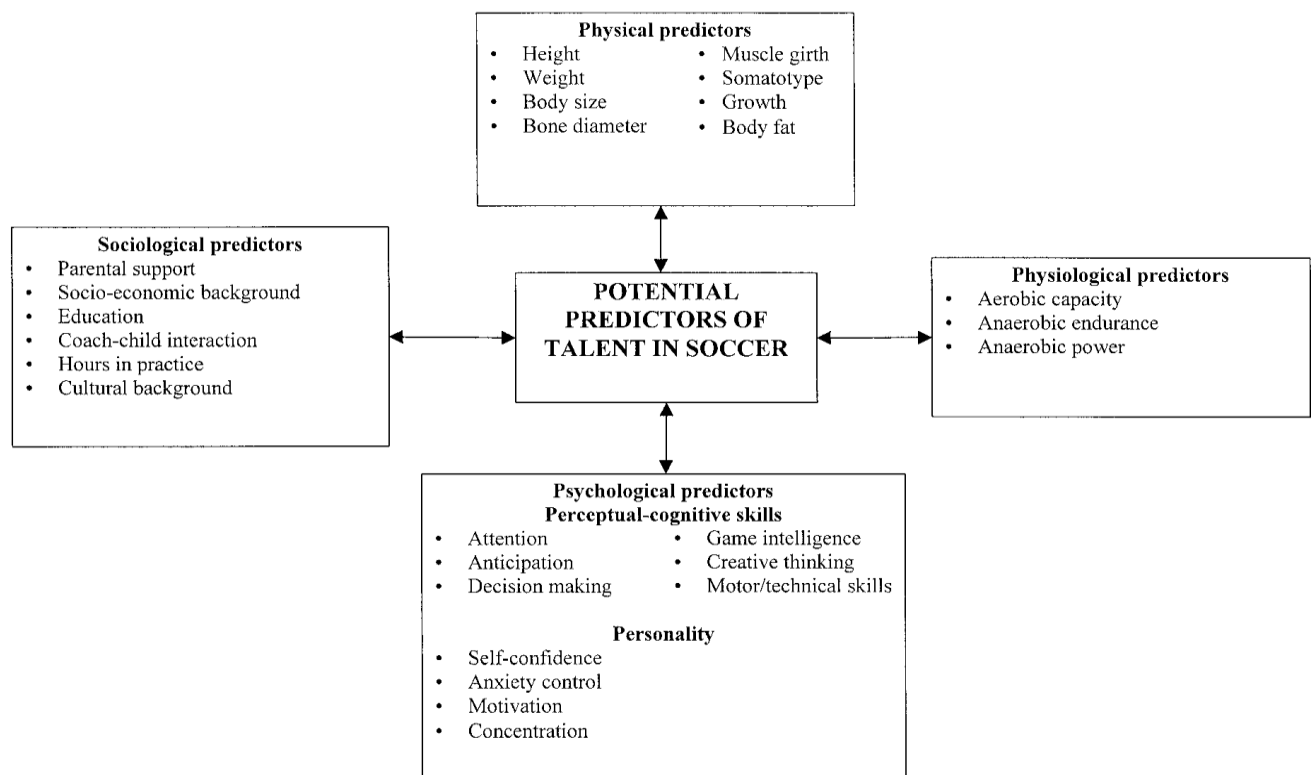 Physical predictors
• Height
• Weight
• Body size
• Bone diameter
• Muscle girth
• Somatotype
• Growth
• Body fat
Sociological predictors
• Parental support
• Socio-economic background
• Education
• Coach-child interaction
• Hours in practice
• Cultural background
POTENTIAL
PREDICTORS OF
TALENT IN SOCCER
Physiological predictors
• Aerobic capacity
• Anaerobic endurance
• Anaerobic power
Psychological predictors
Perceptual-cognitive skills
• Attention
• Anticipation
• Decision making
• Game intelligence
• Creative thinking
• Motor/technical skills
Personality
• Self-confidence
• Anxiety control
• Motivation
• Concentration